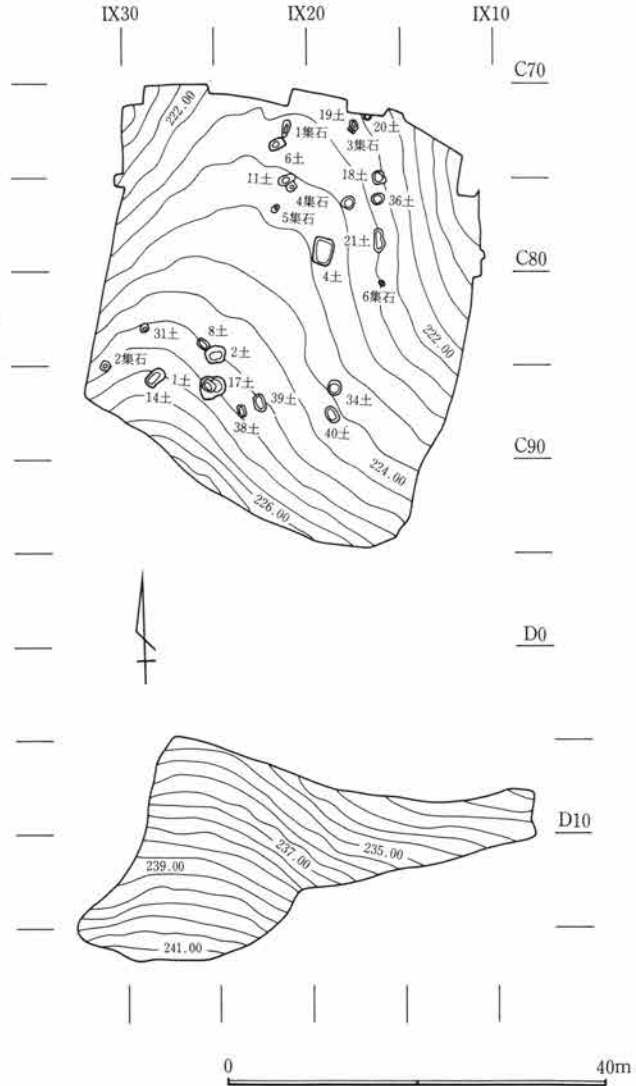 IX30 IX20 IX10
C70
222.00
19土
20土
1集石
3集石
6土
11土
18土
4集石
36土
5集石
21土
4土
C80
6集石
222.00
31土
8土
2土
2集石
1土
17土
39土
34土
14土
38土
40土
224.00
C90
226.00
D0
D10
235.00
237.00
239.00
241.00
0 40m